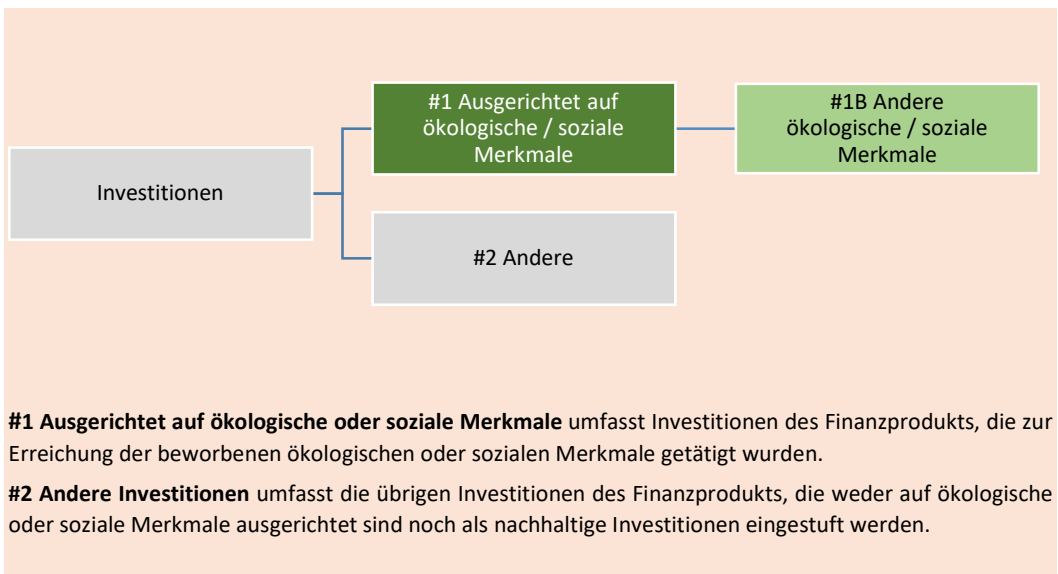 #1 Ausgerichtet auf
ökologische / soziale
Merkmale
#1B Andere
ökologische / soziale
Merkmale
Investitionen
#2 Andere
#1 Ausgerichtet auf ökologische oder soziale Merkmale umfasst Investitionen des Finanzprodukts, die zur
Erreichung der beworbenen ökologischen oder sozialen Merkmale getätigt wurden.
#2 Andere Investitionen umfasst die übrigen Investitionen des Finanzprodukts, die weder auf ökologische
oder soziale Merkmale ausgerichtet sind noch als nachhaltige Investitionen eingestuft werden.